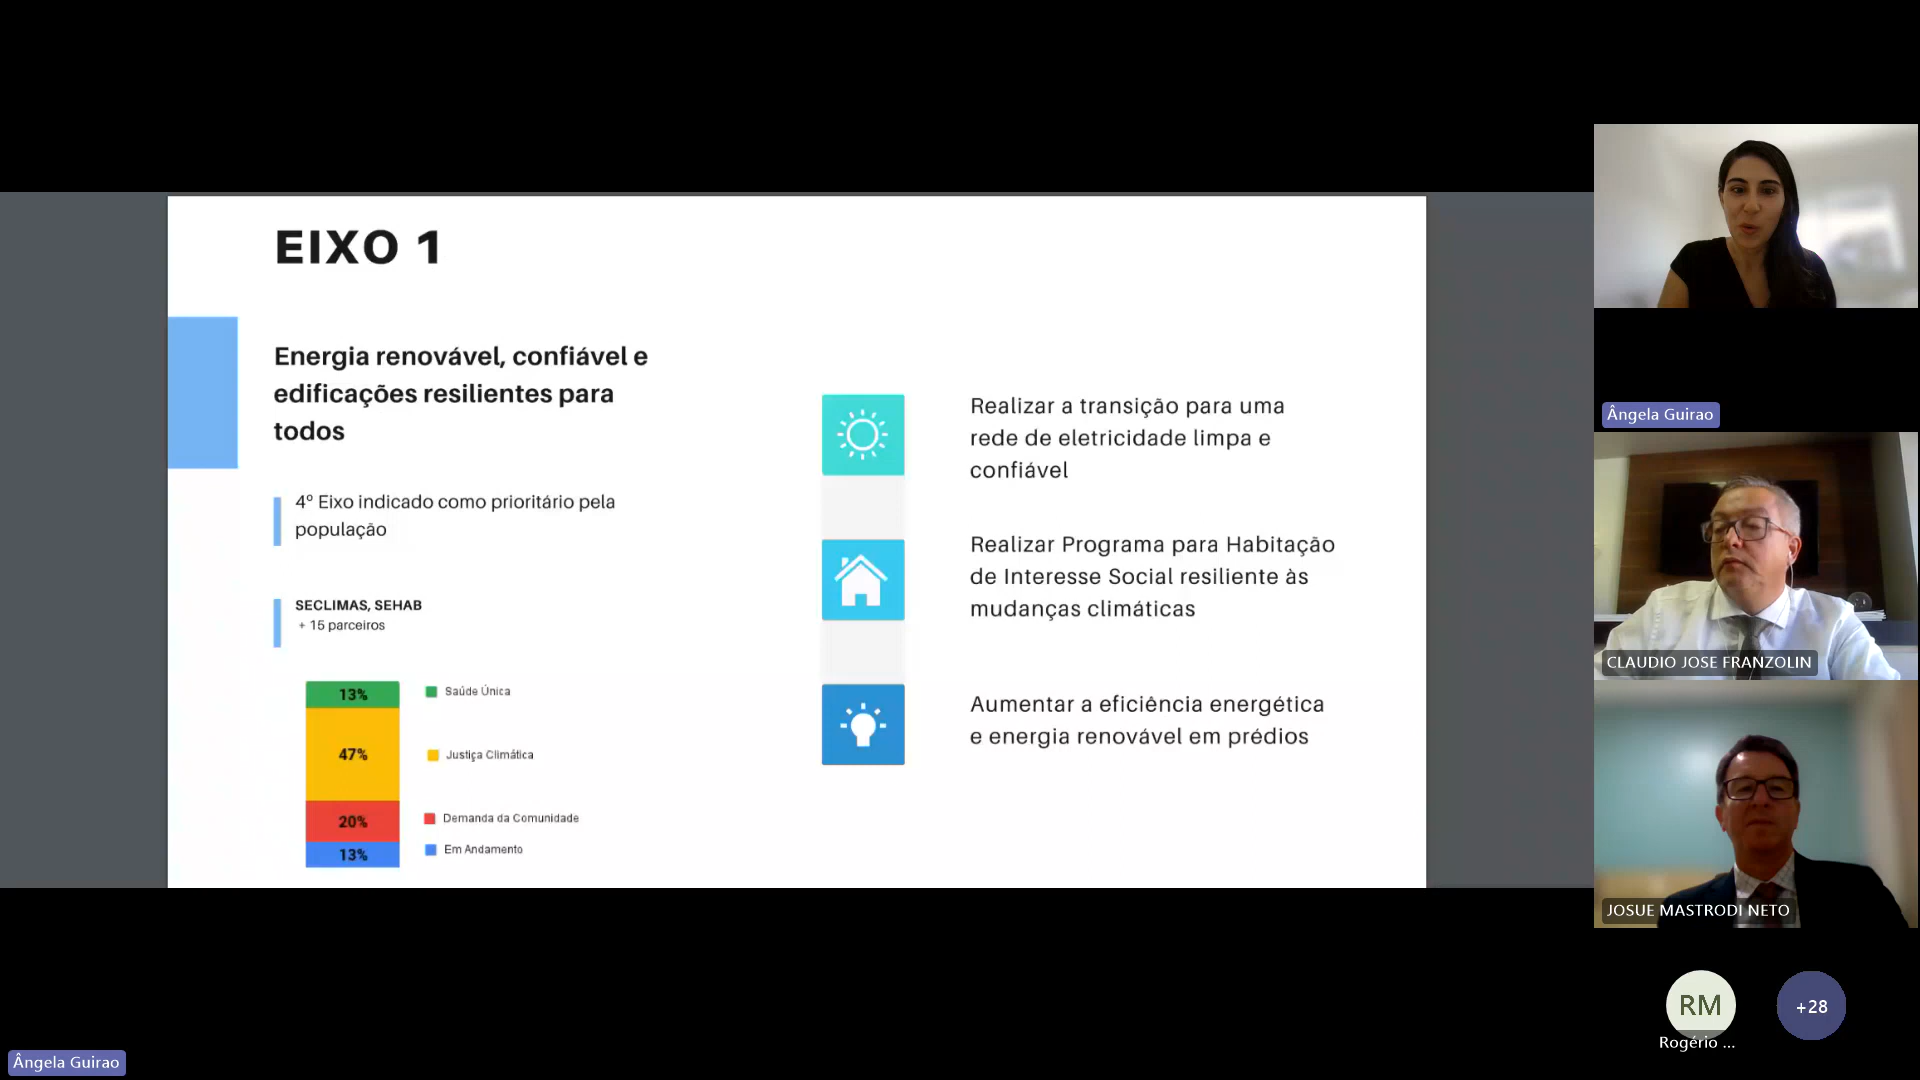 EIXO 1
Energia renovável, confiável e
edificações resilientes para
todos
4º Eixo indicado como prioritário pela
população
SECLIMAS, SEHAB
+ 15 parceiros
13%
Saúde Única
47%
Justiça Climática
20%
Demanda da Comunidade
13%
Em Andamento
Realizar a transição para uma
rede de eletricidade limpa e
confiável
Realizar Programa para Habitação
de Interesse Social resiliente às
mudanças climáticas
Aumentar a eficiência energética
e energia renovável em prédios
Ângela Guirao
CLAUDIO JOSE FRANZOLIN
JOSUE MASTRODI NETO
RM
Rogério ...
+28
Ângela Guirao